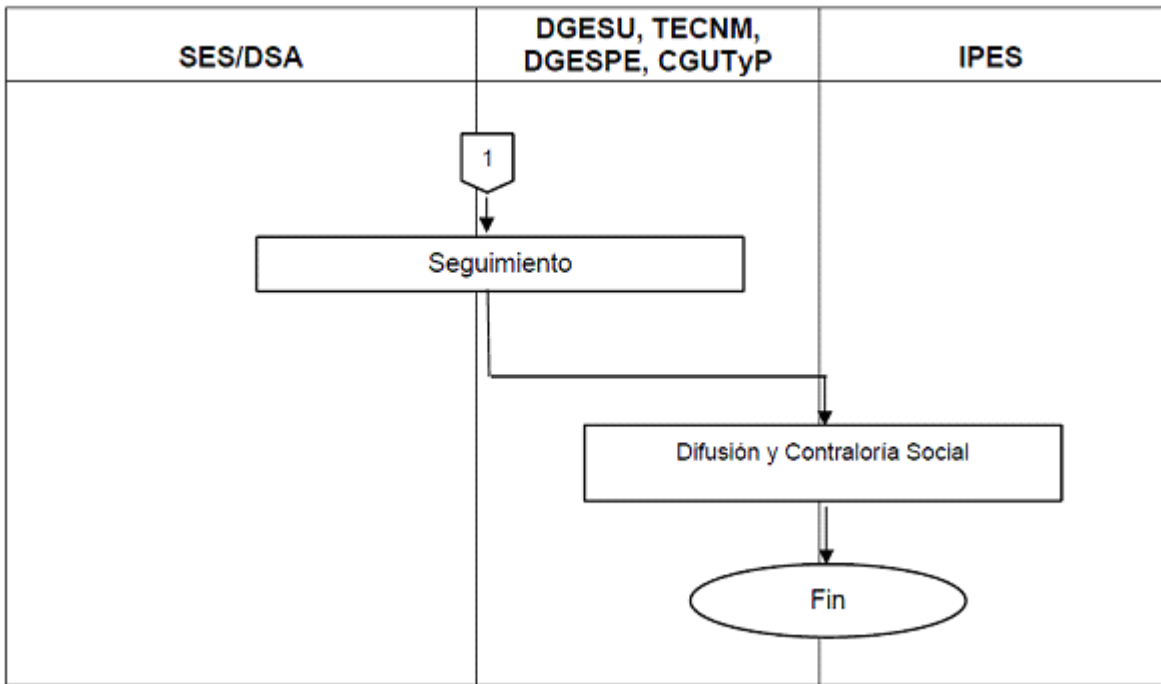 SES/DSA
DGESU, TECNM,
DGESPE, CGUTyP
IPES
1
Seguimiento
Difusión y Contraloría Social
Fin